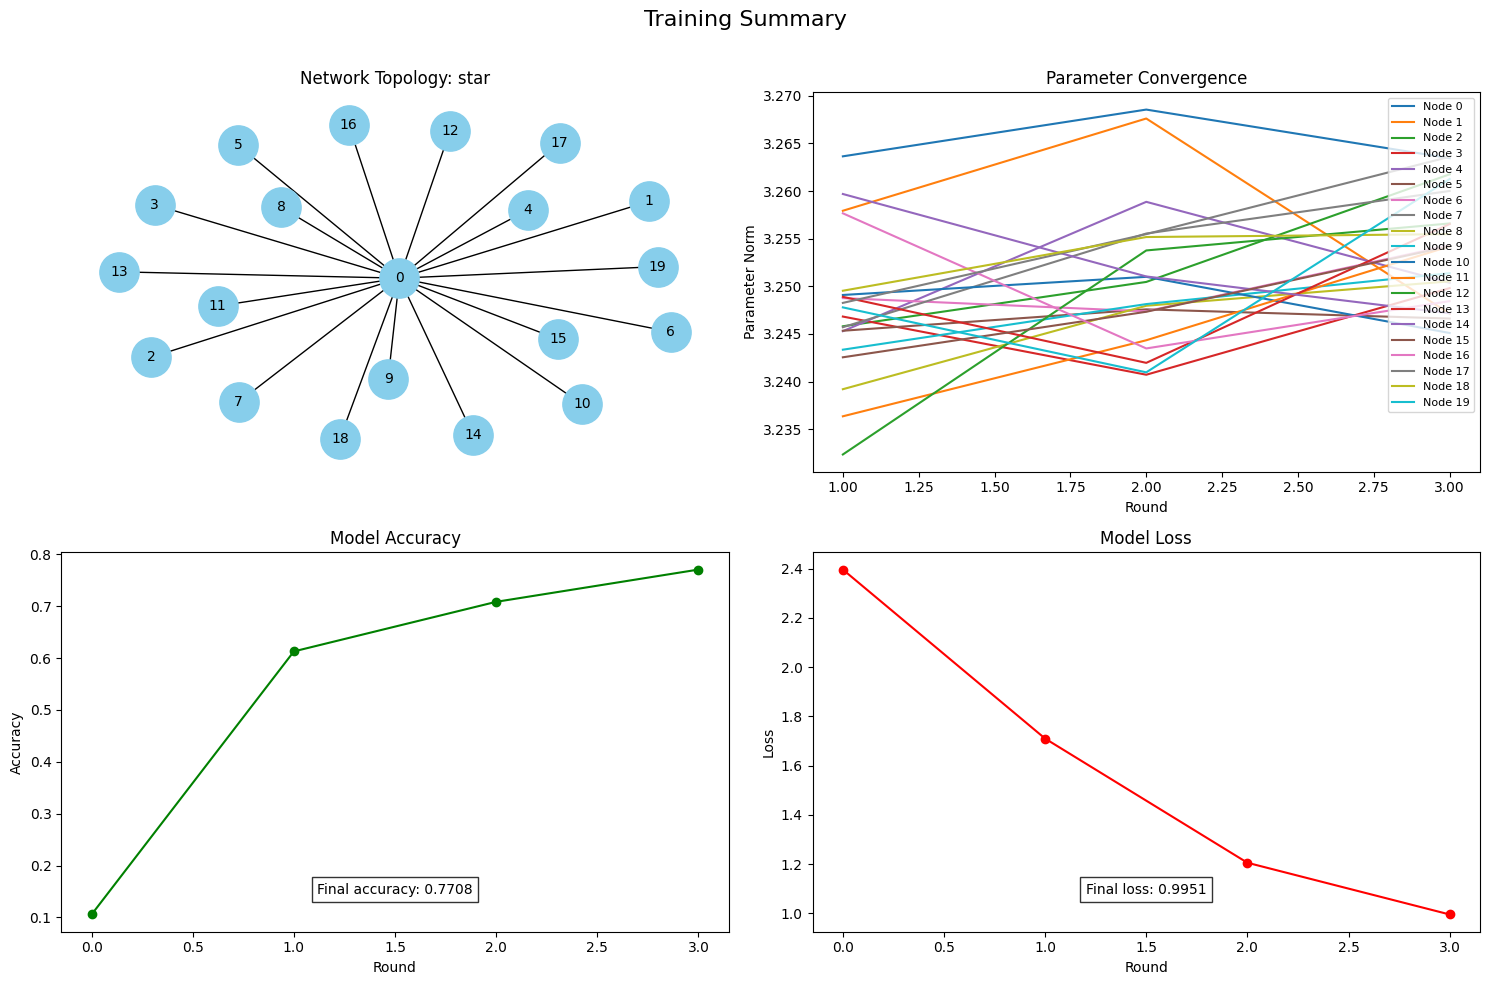 Training Summary
Network Topology: star
16
12
5
17
3
8
4
1
13
0
19
11
6
2
15
9
7
10
18
14
Parameter Convergence
Parameter Norm
3.270
3.265
3.260
3.255
3.250
3.245
3.240
3.235
Node 0
Node 1
Node 2
Node 3
Node 4
Node 5
Node 6
Node 7
Node 8
Node 9
Node 10
Node 11
Node 12
Node 13
Node 14
Node 15
Node 16
Node 17
Node 18
Node 19
1.00 1.25 1.50 1.75 2.00 2.25 2.50 2.75 3.00
Round
Model Accuracy
Accuracy
0.8
0.7
0.6
0.5
0.4
0.3
0.2
0.1
Final accuracy: 0.7708
0.0 0.5 1.0 1.5 2.0 2.5 3.0
Round
Model Loss
Loss
2.4
2.2
2.0
1.8
1.6
1.4
1.2
1.0
Final loss: 0.9951
0.0 0.5 1.0 1.5 2.0 2.5 3.0
Round